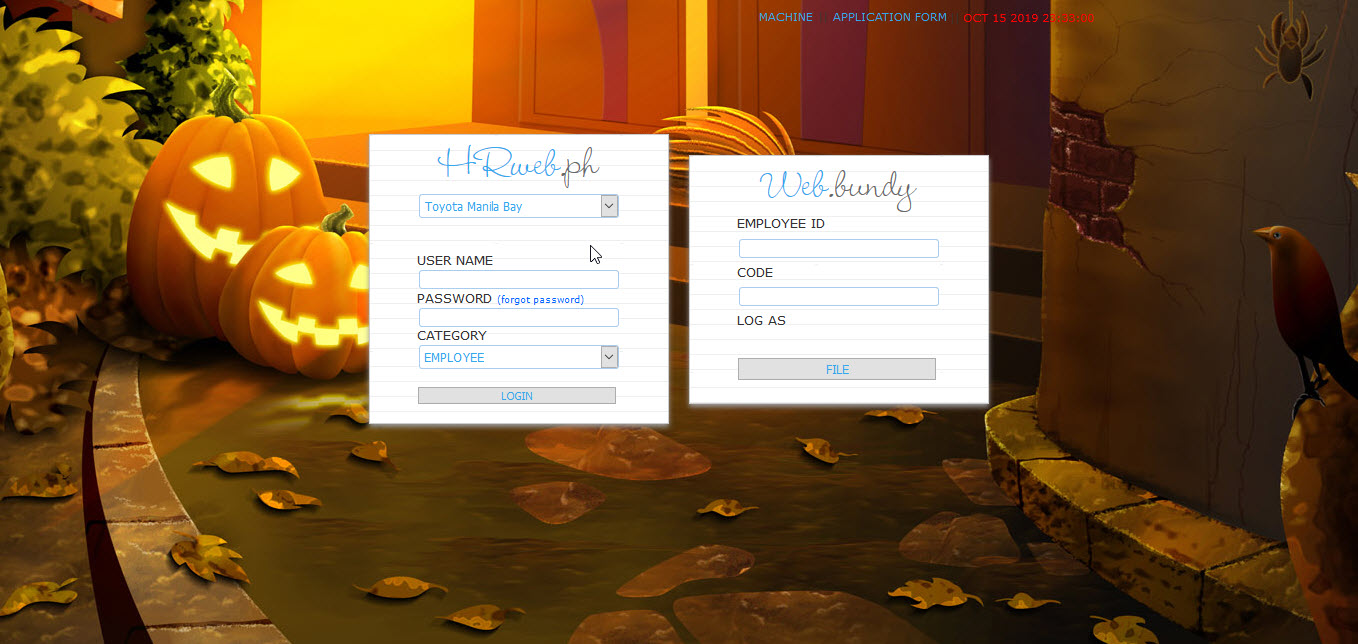 MACHINE APPLICATION FORM OCT 15 2019 23:33:00
HRweb.ph
Toyota Manila Bay
USER NAME
PASSWORD (forgot password)
CATEGORY
EMPLOYEE
LOGIN
Web.bundy
EMPLOYEE ID
CODE
LOG AS
FILE